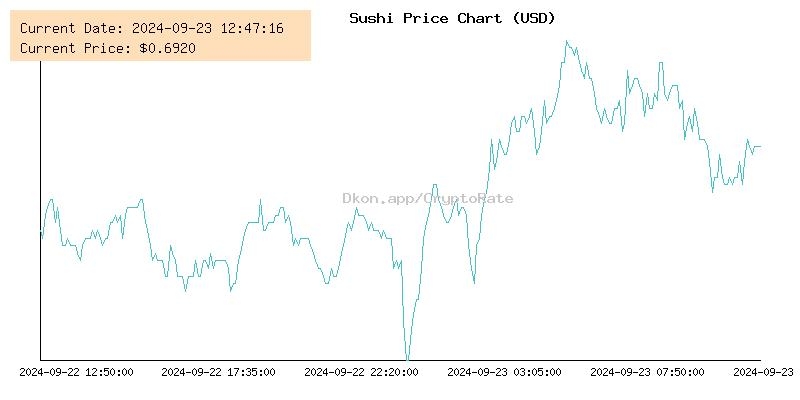 Sushi Price Chart (USD)
Current Date: 2024-09-23 12:47:16
Current Price: $0.6920
Dkon.app/CryptoRate
2024-09-22 12:50:00 2024-09-22 17:35:00 2024-09-22 22:20:00 2024-09-23 03:05:00 2024-09-23 07:50:00 2024-09-23